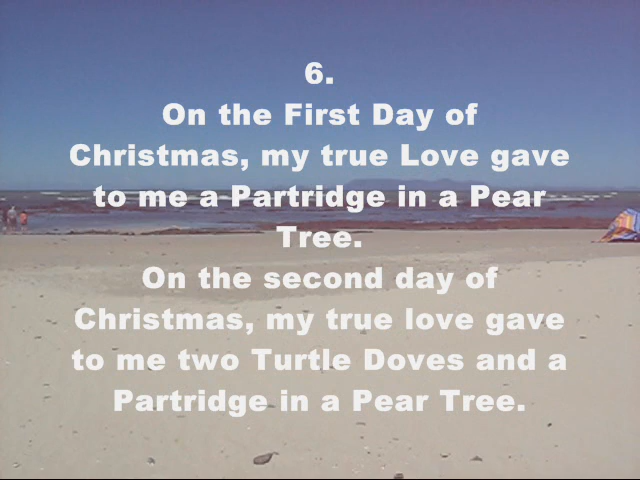 6.
On the First Day of
Christmas, my true Love gave
to me a Partridge in a Pear
Tree.
On the second day of
Christmas, my true love gave
to me two Turtle Doves and a
Partridge in a Pear Tree.